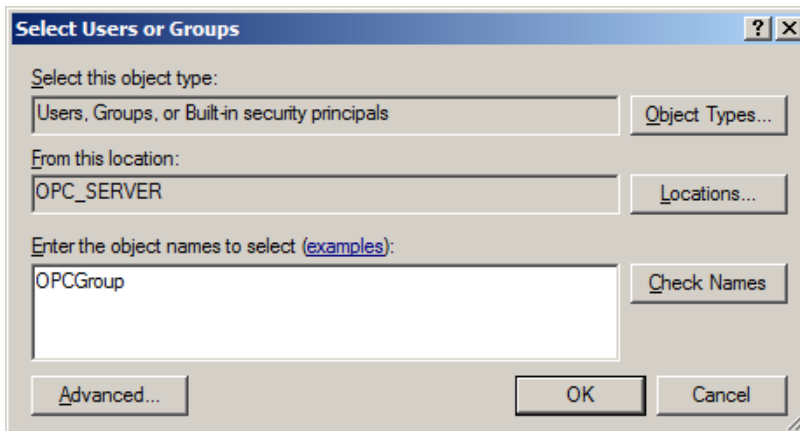 Select Users or Groups
Select this object type:
Users, Groups, or Built-in security principals
Object Types...
From this location:
OPC_SERVER
Locations...
Enter the object names to select (examples):
OPCGroup
Check Names
Advanced...
OK
Cancel